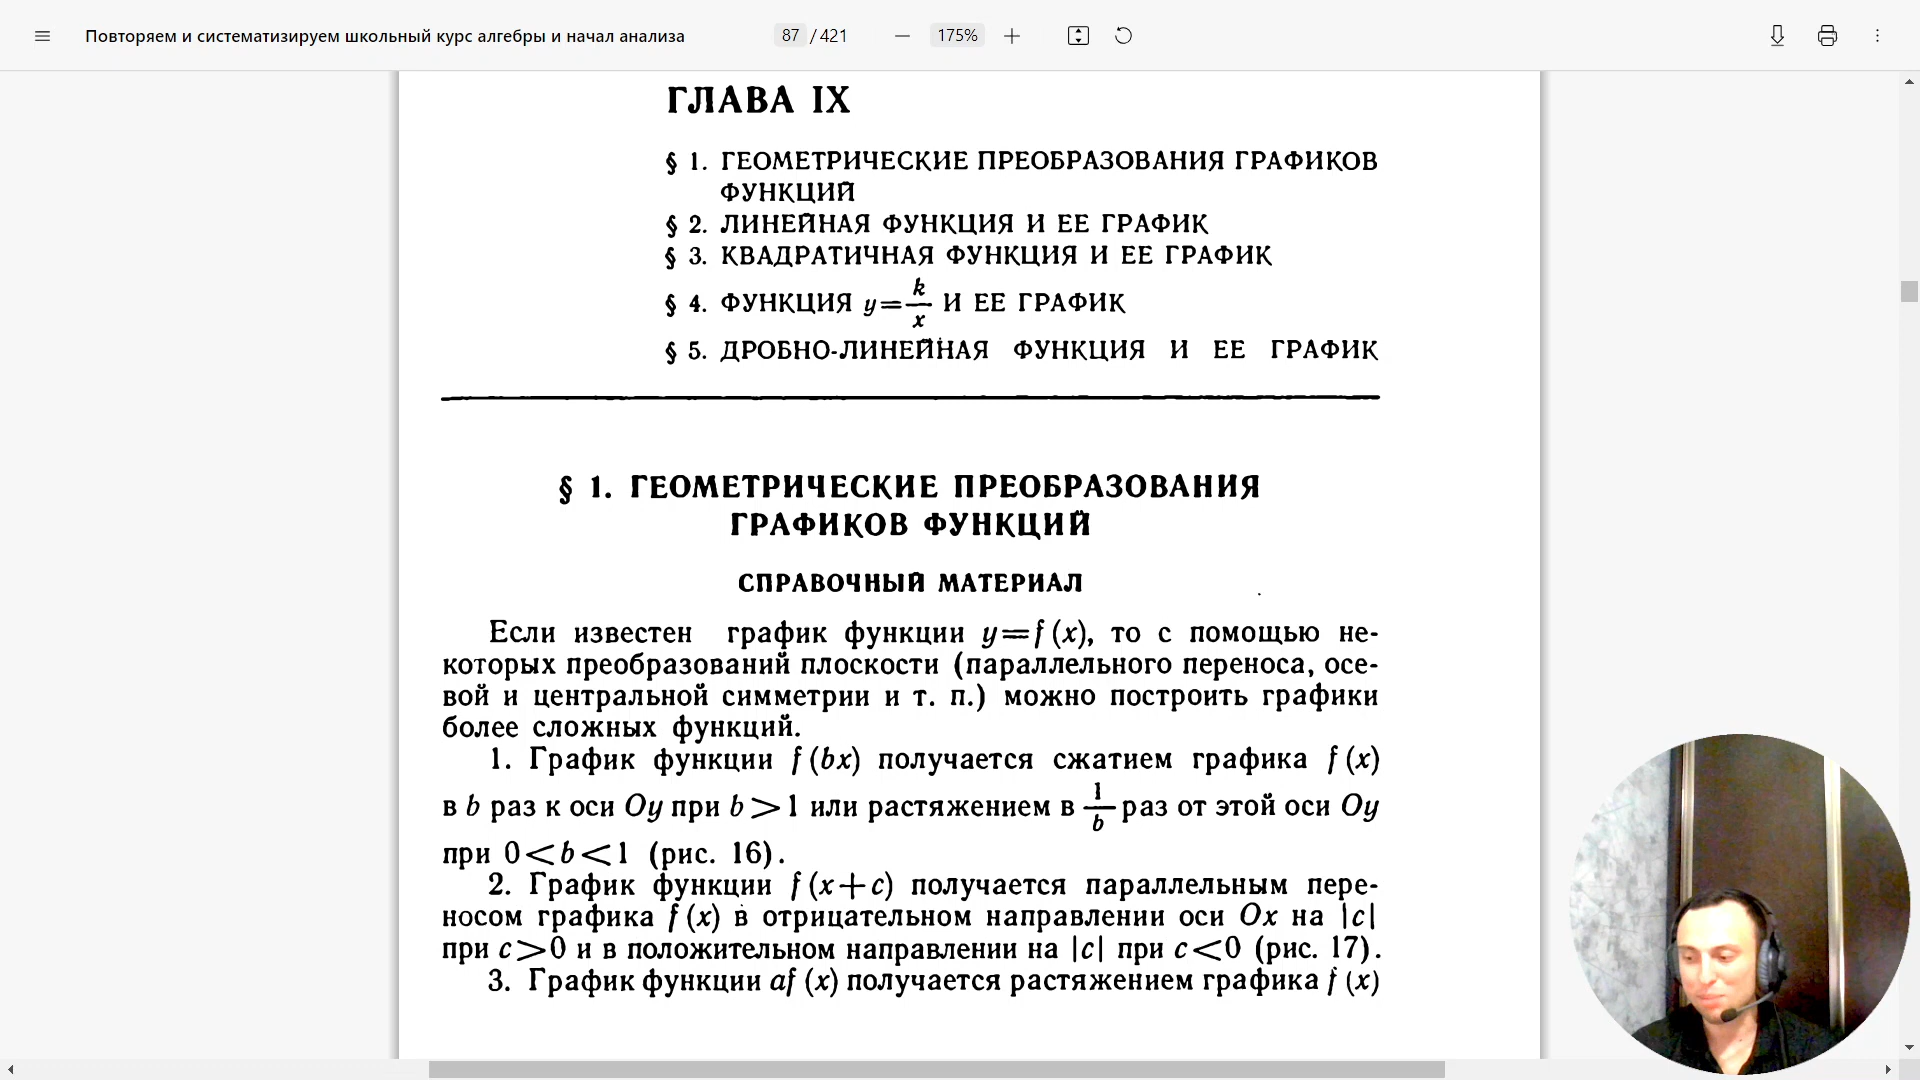 Повторяем и систематизируем школьный курс алгебры и начал анализа
87 / 421
175%
ГЛАВА IX
§ 1. ГЕОМЕТРИЧЕСКИЕ ПРЕОБРАЗОВАНИЯ ГРАФИКОВ
ФУНКЦИЙ
§ 2. ЛИНЕЙНАЯ ФУНКЦИЯ И ЕЕ ГРАФИК
§ 3. КВАДРАТИЧНАЯ ФУНКЦИЯ И ЕЕ ГРАФИК
§ 4. ФУНКЦИЯ y=k/x И ЕЕ ГРАФИК
§ 5. ДРОБНО-ЛИНЕЙНАЯ ФУНКЦИЯ И ЕЕ ГРАФИК
§ 1. ГЕОМЕТРИЧЕСКИЕ ПРЕОБРАЗОВАНИЯ
ГРАФИКОВ ФУНКЦИЙ
СПРАВОЧНЫЙ МАТЕРИАЛ
Если известен график функции y=f (x), то с помощью не-
которых преобразований плоскости (параллельного переноса, осе-
вой и центральной симметрии и т. п.) можно построить графики
более сложных функций.
1. График функции f (bx) получается сжатием графика f (x)
в b раз к оси Oy при b>1 или растяжением в 1/b раз от этой оси Oy
при 0<b<1 (рис. 16).
2. График функции f (x+c) получается параллельным пере-
носом графика f (x) в отрицательном направлении оси Ox на |c|
при c>0 и в положительном направлении на |c| при c<0 (рис. 17).
3. График функции af (x) получается растяжением графика f (x)